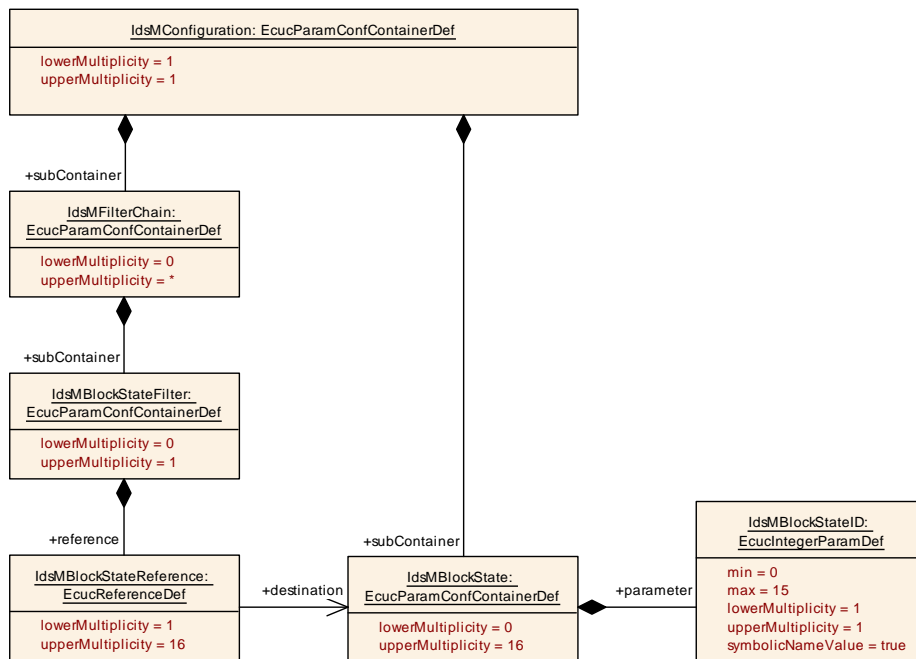 IdsMConfiguration: EcucParamConfContainerDef
lowerMultiplicity = 1
upperMultiplicity = 1
+subContainer
IdsMFilterChain:
EcucParamConfContainerDef
lowerMultiplicity = 0
upperMultiplicity = *
+subContainer
IdsMBlockStateFilter:
EcucParamConfContainerDef
lowerMultiplicity = 0
upperMultiplicity = 1
+reference
IdsMBlockStateReference:
EcucReferenceDef
lowerMultiplicity = 1
upperMultiplicity = 16
+destination
+subContainer
IdsMBlockState:
EcucParamConfContainerDef
lowerMultiplicity = 0
upperMultiplicity = 16
+parameter
IdsMBlockStateID:
EcucIntegerParamDef
min = 0
max = 15
lowerMultiplicity = 1
upperMultiplicity = 1
symbolicNameValue = true